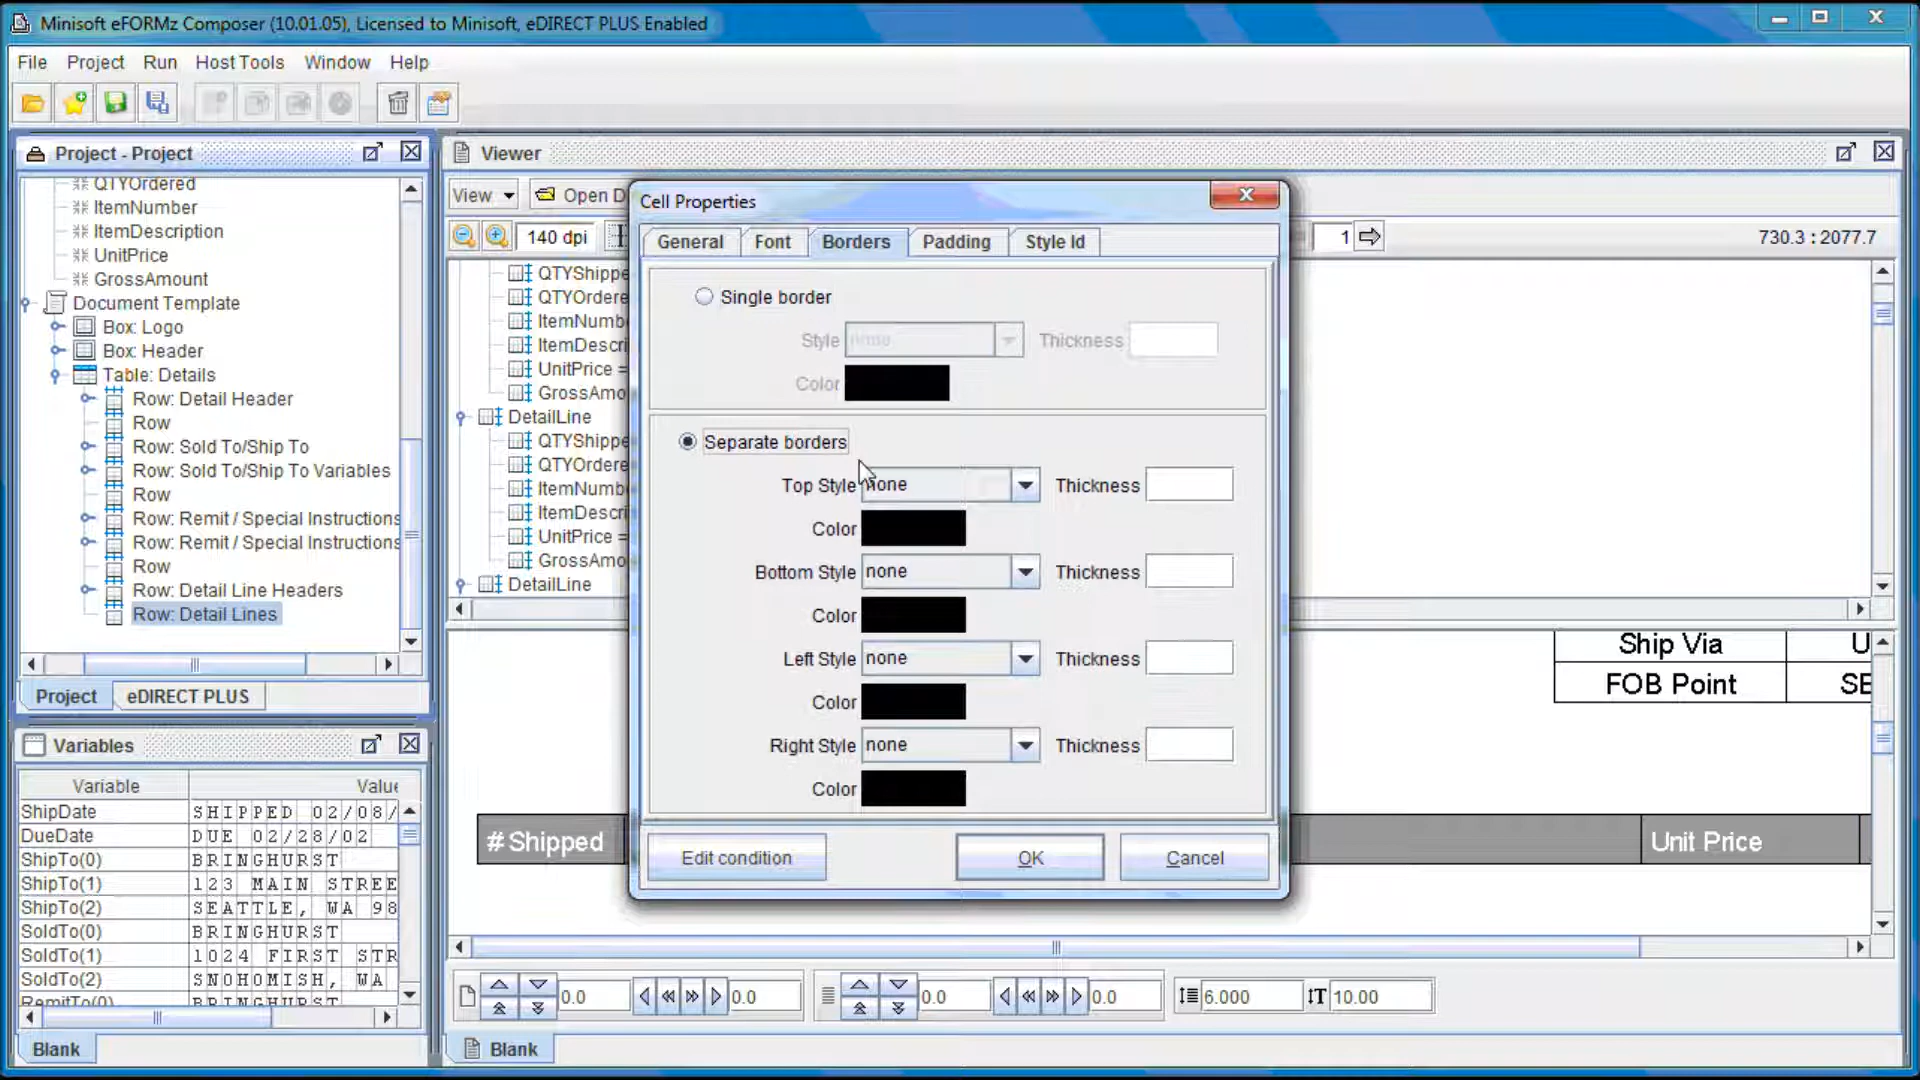 Minisoft eFORMz Composer (10.01.05), Licensed to Minisoft, eDIRECT PLUS Enabled
File Project Run Host Tools Window Help
Project - Project
QTYOrdered
ItemNumber
ItemDescription
UnitPrice
GrossAmount
Document Template
Box: Logo
Box: Header
Table: Details
Row: Detail Header
Row
Row: Sold To/Ship To
Row: Sold To/Ship To Variables
Row
Row: Remit / Special Instructions
Row: Remit / Special Instructions
Row
Row: Detail Line Headers
Row: Detail Lines
Project eDIRECT PLUS
Variables
Variable Value
ShipDate SHIPPED 02/08/
DueDate DUE 02/28/02
ShipTo(0) BRINGHURST
ShipTo(1) 123 MAIN STREE
ShipTo(2) SEATTLE, WA 98
SoldTo(0) BRINGHURST
SoldTo(1) 1024 FIRST STR
SoldTo(2) SNOHOMISH, WA
RemitTo(0) BRINGHURST
Blank
Viewer
View Open D
140 dpi 1 730.3 : 2077.7
QTYShippe
QTYOrdere
ItemNumb
ItemDescri
UnitPrice =
GrossAmo
DetailLine
QTYShippe
QTYOrdere
ItemNumb
ItemDescri
UnitPrice =
GrossAmo
DetailLine
Cell Properties
General Font Borders Padding Style Id
Single border
Style none Thickness
Color
Separate borders
Top Style none Thickness
Color
Bottom Style none Thickness
Color
Left Style none Thickness
Color
Right Style none Thickness
Color
Edit condition OK Cancel
Ship Via U
FOB Point SE
# Shipped Unit Price
0.0 0.0 0.0 0.0 6.000 10.00
Blank